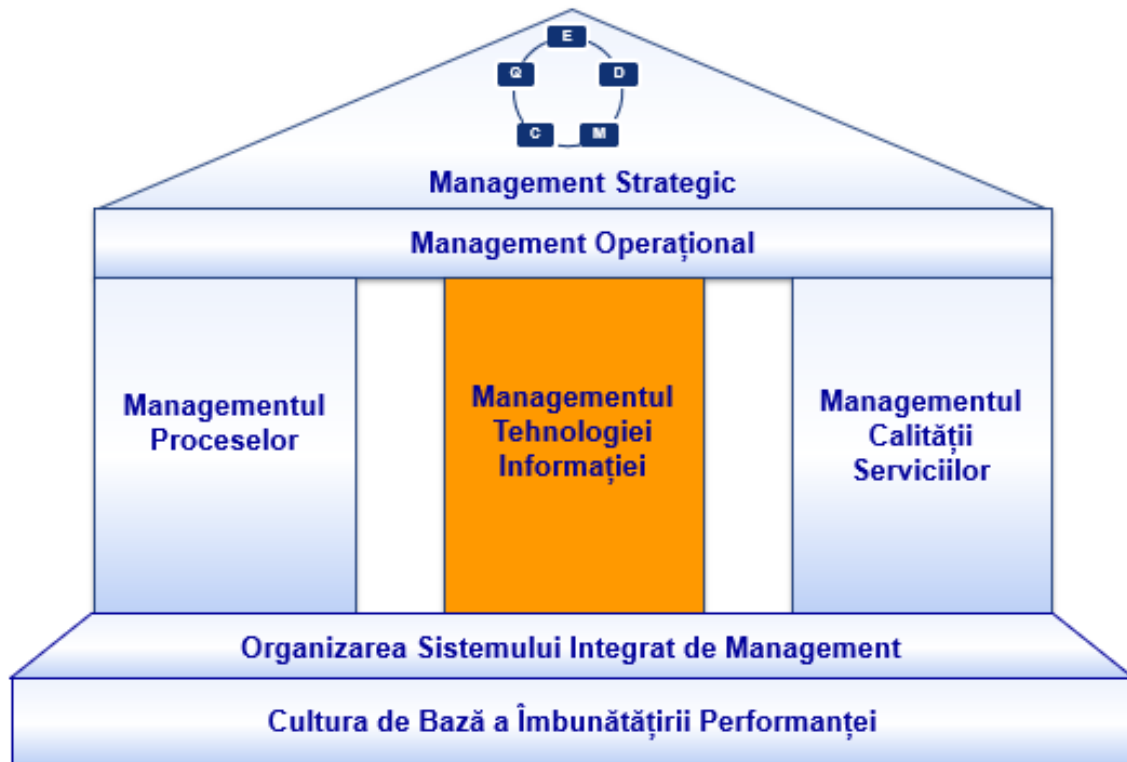 E
Q
D
C
M
Management Strategic
Management Operațional
Managementul
Proceselor
Managementul
Tehnologiei
Informației
Managementul
Calității
Serviciilor
Organizarea Sistemului Integrat de Management
Cultura de Bază a Îmbunătățirii Performanței